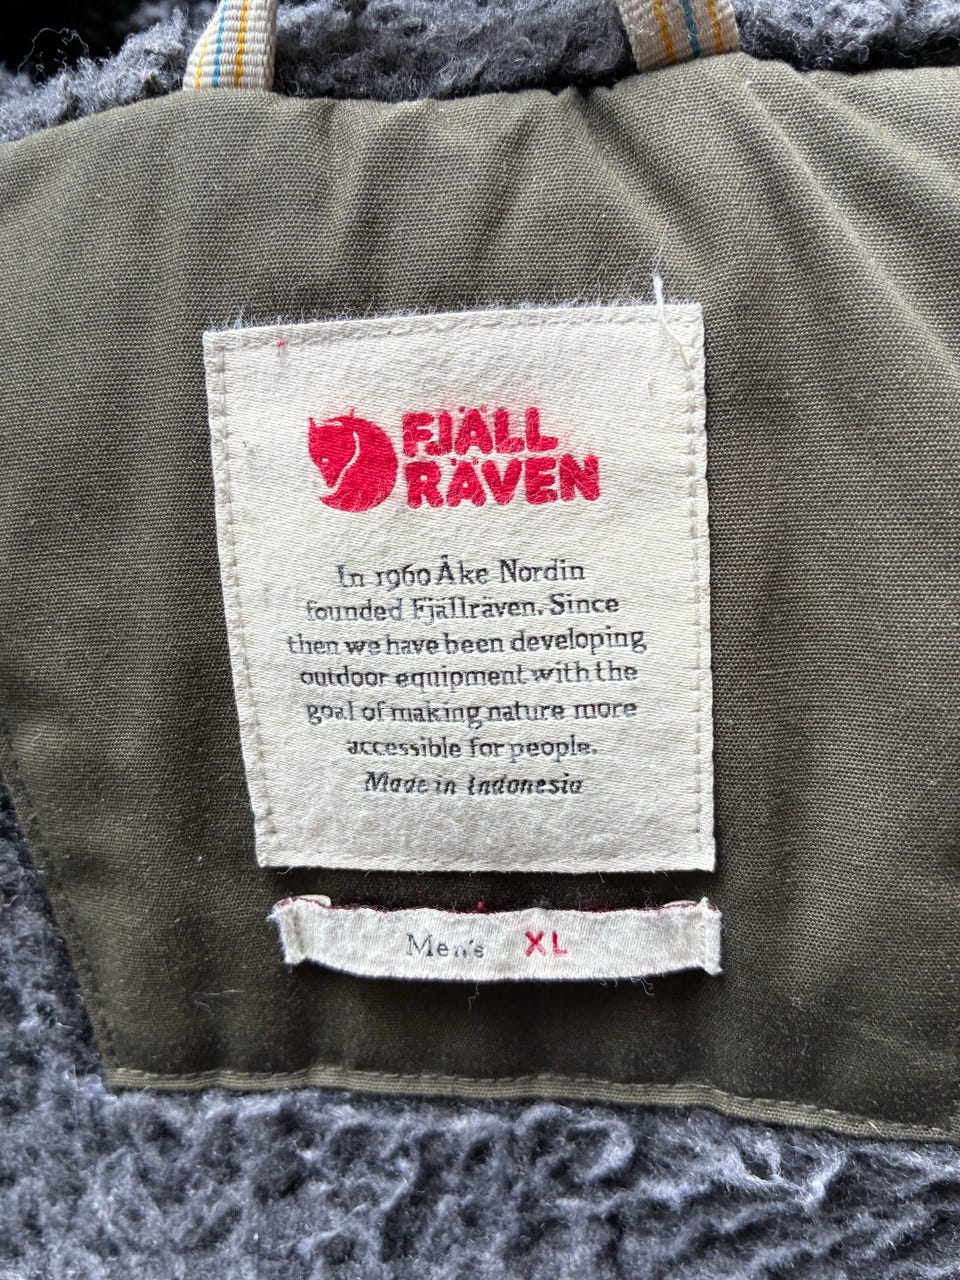 FJÄLL
RÄVEN
In 1960 Åke Nordin
founded Fjällräven. Since
then we have been developing
outdoor equipment with the
goal of making nature more
accessible for people.
Made in Indonesia
Men's XL